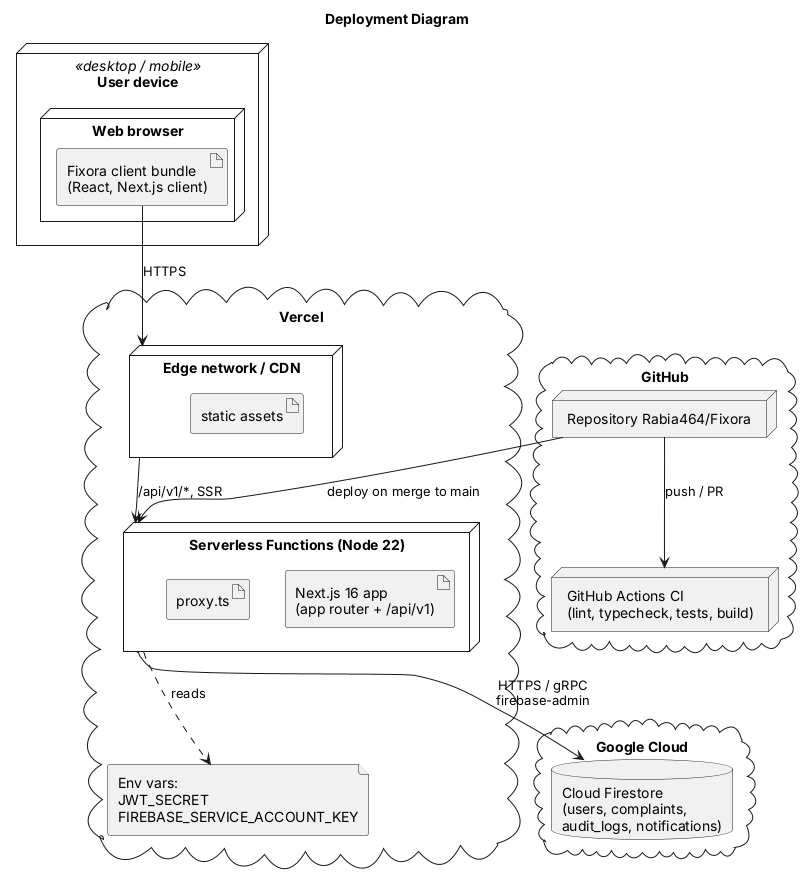 Deployment Diagram
«desktop / mobile»
User device
Web browser
Fixora client bundle
(React, Next.js client)
HTTPS
Vercel
Edge network / CDN
static assets
GitHub
Repository Rabia464/Fixora
/api/v1/*, SSR
deploy on merge to main
push / PR
Serverless Functions (Node 22)
proxy.ts
Next.js 16 app
(app router + /api/v1)
GitHub Actions CI
(lint, typecheck, tests, build)
reads
HTTPS / gRPC
firebase-admin
Env vars:
JWT_SECRET
FIREBASE_SERVICE_ACCOUNT_KEY
Google Cloud
Cloud Firestore
(users, complaints,
audit_logs, notifications)